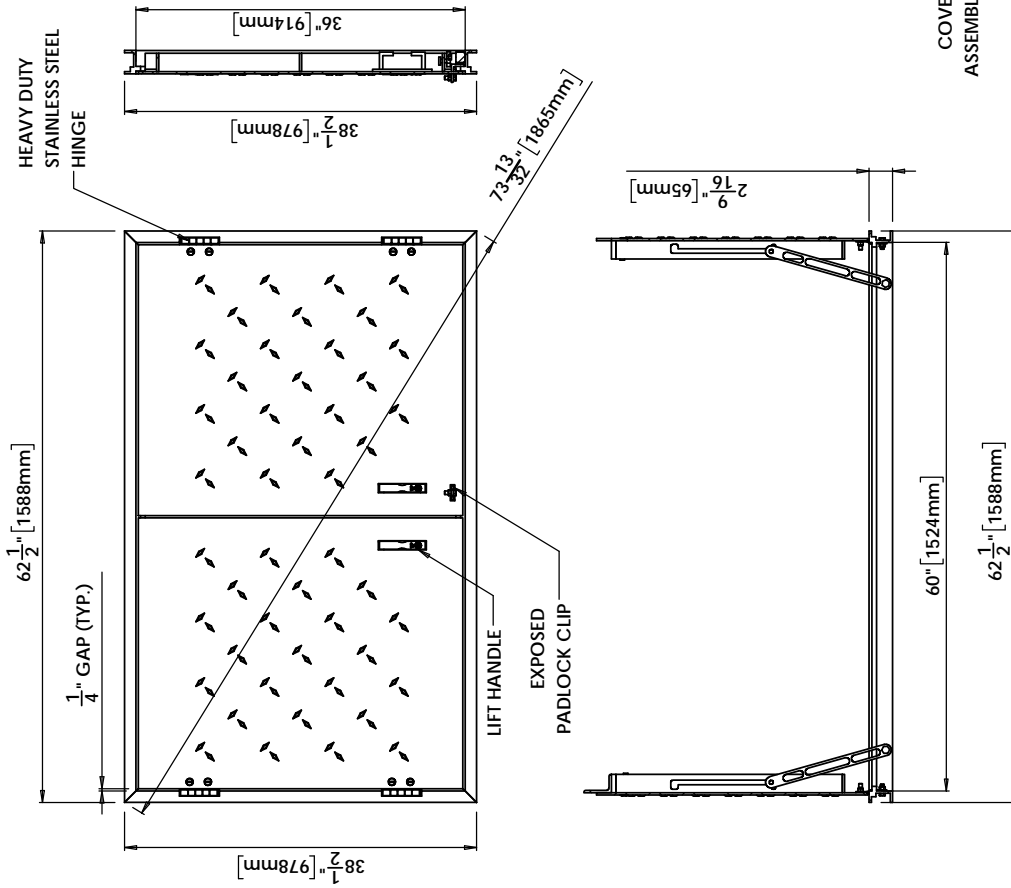 HEAVY DUTY
STAINLESS STEEL
HINGE
36" [914mm]
38 1/2" [978mm]
73 13/32" [1865mm]
62 1/2" [1588mm]
1/4" GAP (TYP.)
38 1/2" [978mm]
LIFT HANDLE
EXPOSED
PADLOCK CLIP
2 9/16" [65mm]
60" [1524mm]
62 1/2" [1588mm]
COVE
ASSEMBL